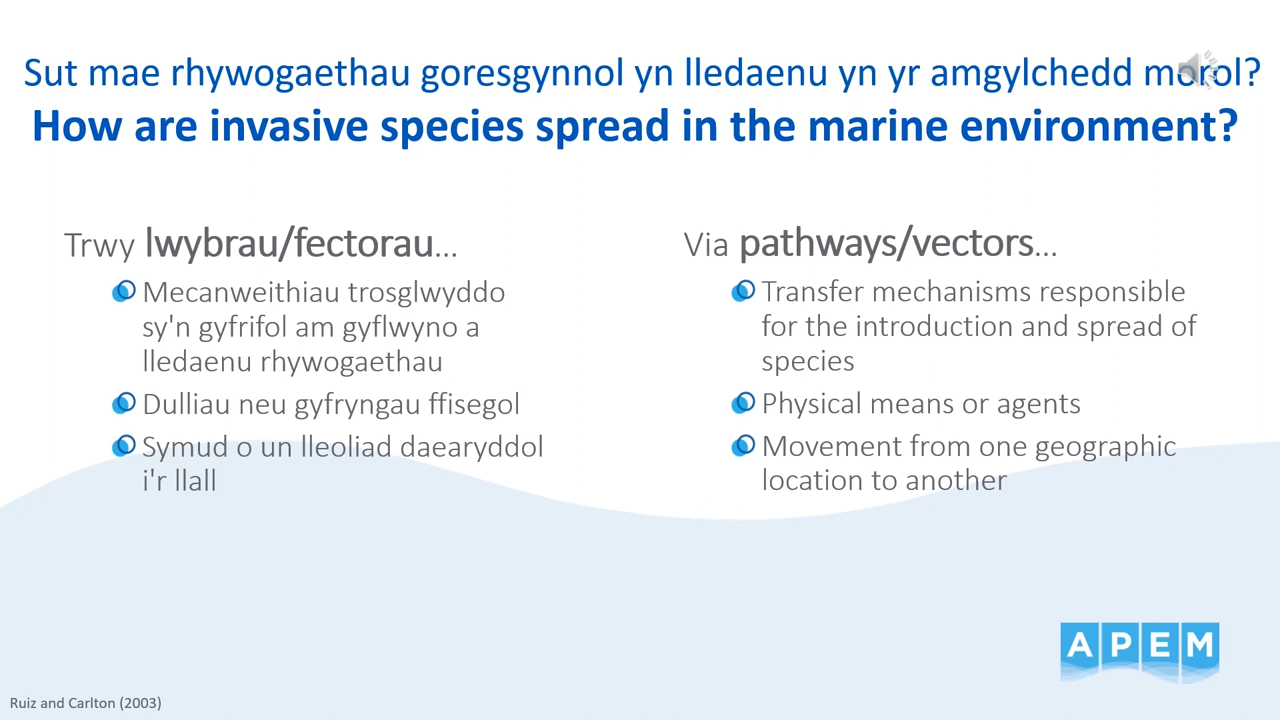 Sut mae rhywogaethau goresgynnol yn lledaenu yn yr amgylchedd morol?
How are invasive species spread in the marine environment?
Trwy lwybrau/fectorau...
Mecanweithiau trosglwyddo
sy'n gyfrifol am gyflwyno a
lledaenu rhywogaethau
Dulliau neu gyfryngau ffisegol
Symud o un lleoliad daearyddol
i'r llall
Via pathways/vectors...
Transfer mechanisms responsible
for the introduction and spread of
species
Physical means or agents
Movement from one geographic
location to another
APEM
Ruiz and Carlton (2003)